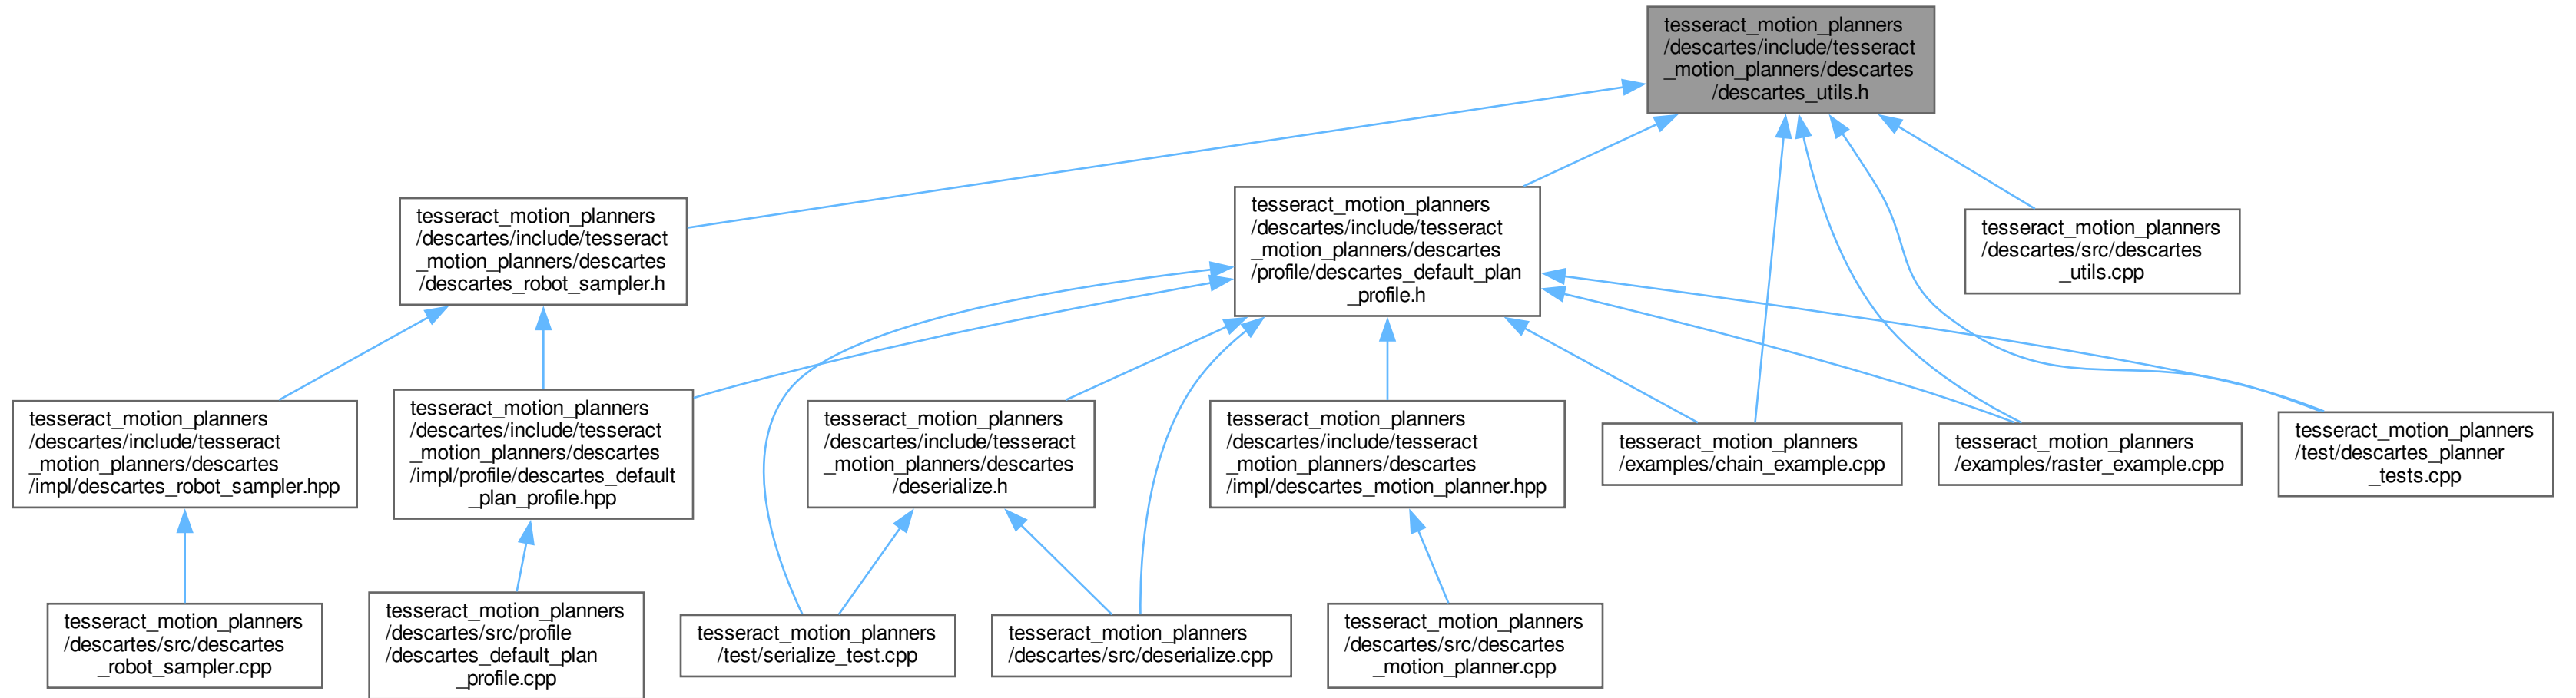 tesseract_motion_planners
/descartes/include/tesseract
_motion_planners/descartes
/descartes_utils.h
tesseract_motion_planners
/descartes/include/tesseract
_motion_planners/descartes
/descartes_robot_sampler.h
tesseract_motion_planners
/descartes/include/tesseract
_motion_planners/descartes
/profile/descartes_default_plan
_profile.h
tesseract_motion_planners
/descartes/src/descartes
_utils.cpp
tesseract_motion_planners
/descartes/include/tesseract
_motion_planners/descartes
/impl/descartes_robot_sampler.hpp
tesseract_motion_planners
/descartes/include/tesseract
_motion_planners/descartes
/impl/profile/descartes_default
_plan_profile.hpp
tesseract_motion_planners
/descartes/include/tesseract
_motion_planners/descartes
/deserialize.h
tesseract_motion_planners
/descartes/include/tesseract
_motion_planners/descartes
/impl/descartes_motion_planner.hpp
tesseract_motion_planners
/examples/chain_example.cpp
tesseract_motion_planners
/examples/raster_example.cpp
tesseract_motion_planners
/test/descartes_planner
_tests.cpp
tesseract_motion_planners
/descartes/src/descartes
_robot_sampler.cpp
tesseract_motion_planners
/descartes/src/profile
/descartes_default_plan
_profile.cpp
tesseract_motion_planners
/test/serialize_test.cpp
tesseract_motion_planners
/descartes/src/deserialize.cpp
tesseract_motion_planners
/descartes/src/descartes
_motion_planner.cpp